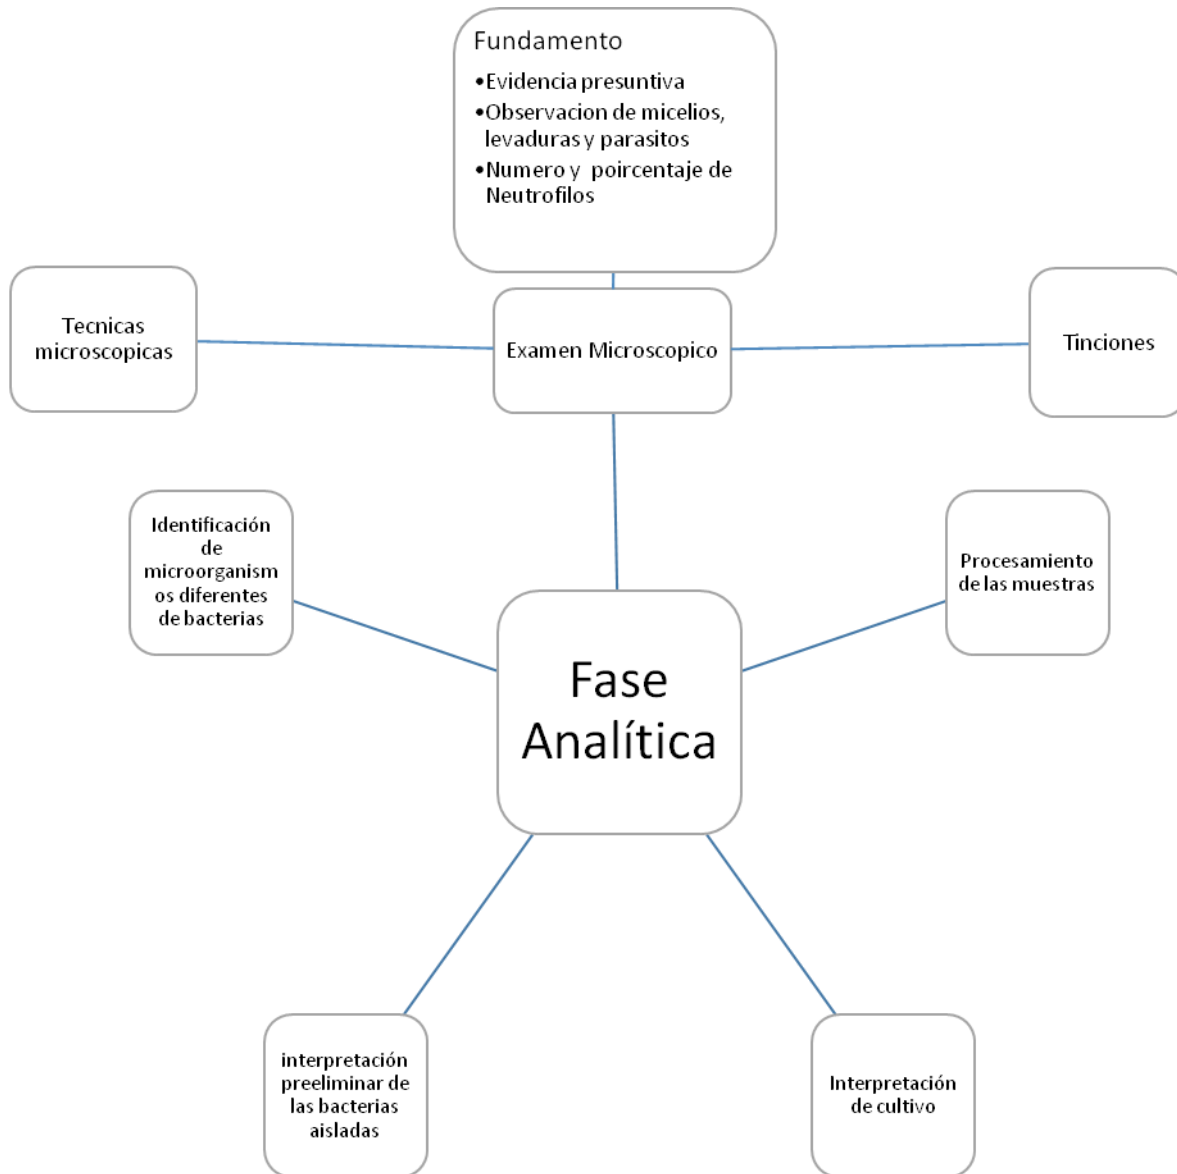 Fundamento
•Evidencia presuntiva
•Observacion de micelios,
levaduras y parasitos
•Numero y poircentaje de
Neutrofilos
Tecnicas
microscopicas
Examen Microscopico
Tinciones
Identificación
de
microorganism
os diferentes
de bacterias
Procesamiento
de las muestras
Fase
Analítica
interpretación
preeliminar de
las bacterias
aisladas
Interpretación
de cultivo